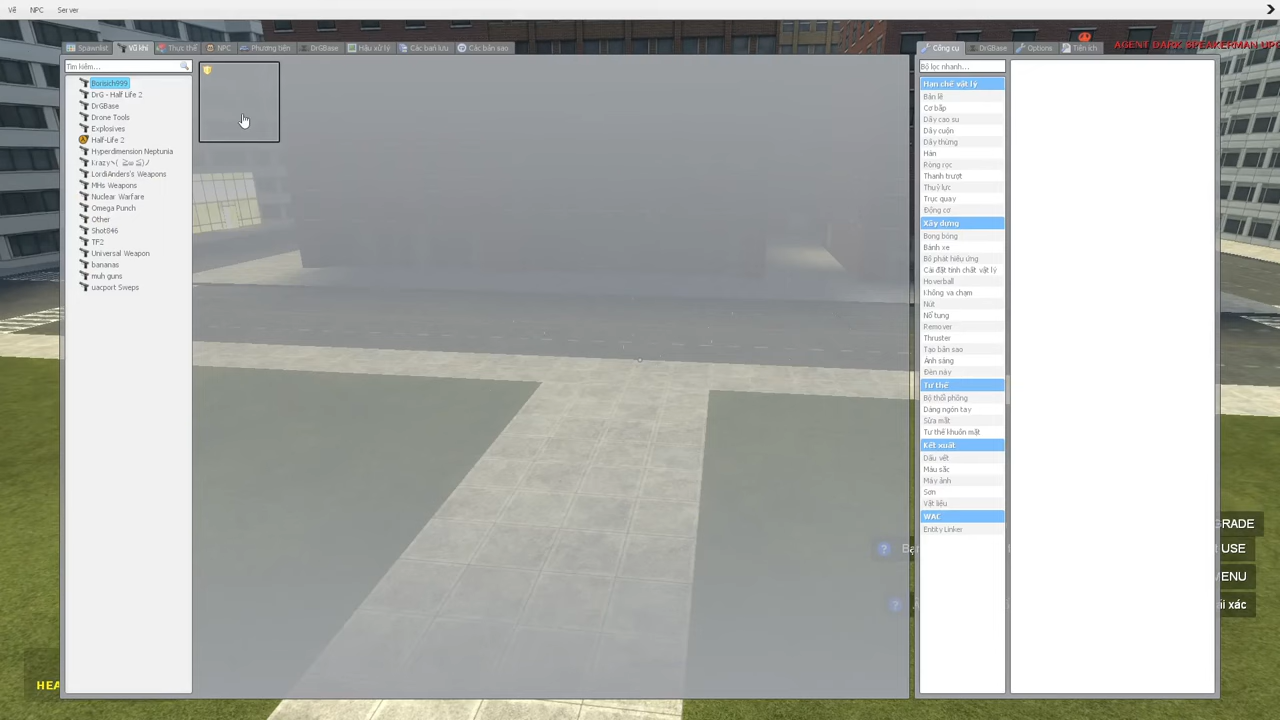 Vẽ NPC Server
AGENT DARK SPEAKERMAN UPG
Spawnlist Vũ khí Thực thể NPC Phương tiện DrGBase Hậu xử lý Các bản lưu Các bản sao
Công cụ DrGBase Options Tiện ích
Tìm kiếm...
Borisich999
DrG - Half Life 2
DrGBase
Drone Tools
Explosives
Half-Life 2
Hyperdimension Neptunia
LordiAnders's Weapons
MHs Weapons
Nuclear Warfare
Omega Punch
Other
Shot846
TF2
Universal Weapon
bananas
muh guns
uacport Sweps
Bộ lọc nhanh...
Hạn chế vật lý
Bản lề
Cơ bắp
Dây cao su
Dây cuộn
Dây thừng
Hàn
Ròng rọc
Thanh trượt
Thuỷ lực
Trục quay
Động cơ
Xây dựng
Bong bóng
Bánh xe
Bộ phát hiệu ứng
Cài đặt tính chất vật lý
Hoverball
Không va chạm
Nút
Nổ tung
Remover
Thruster
Tạo bản sao
Ánh sáng
Đèn nảy
Tư thế
Bộ thổi phồng
Dáng ngón tay
Sửa mắt
Tư thế khuôn mặt
Kết xuất
Dấu vết
Màu sắc
Máy ảnh
Sơn
Vật liệu
WAC
Entity Linker
GRADE
USE
MENU
ái xác
HEA